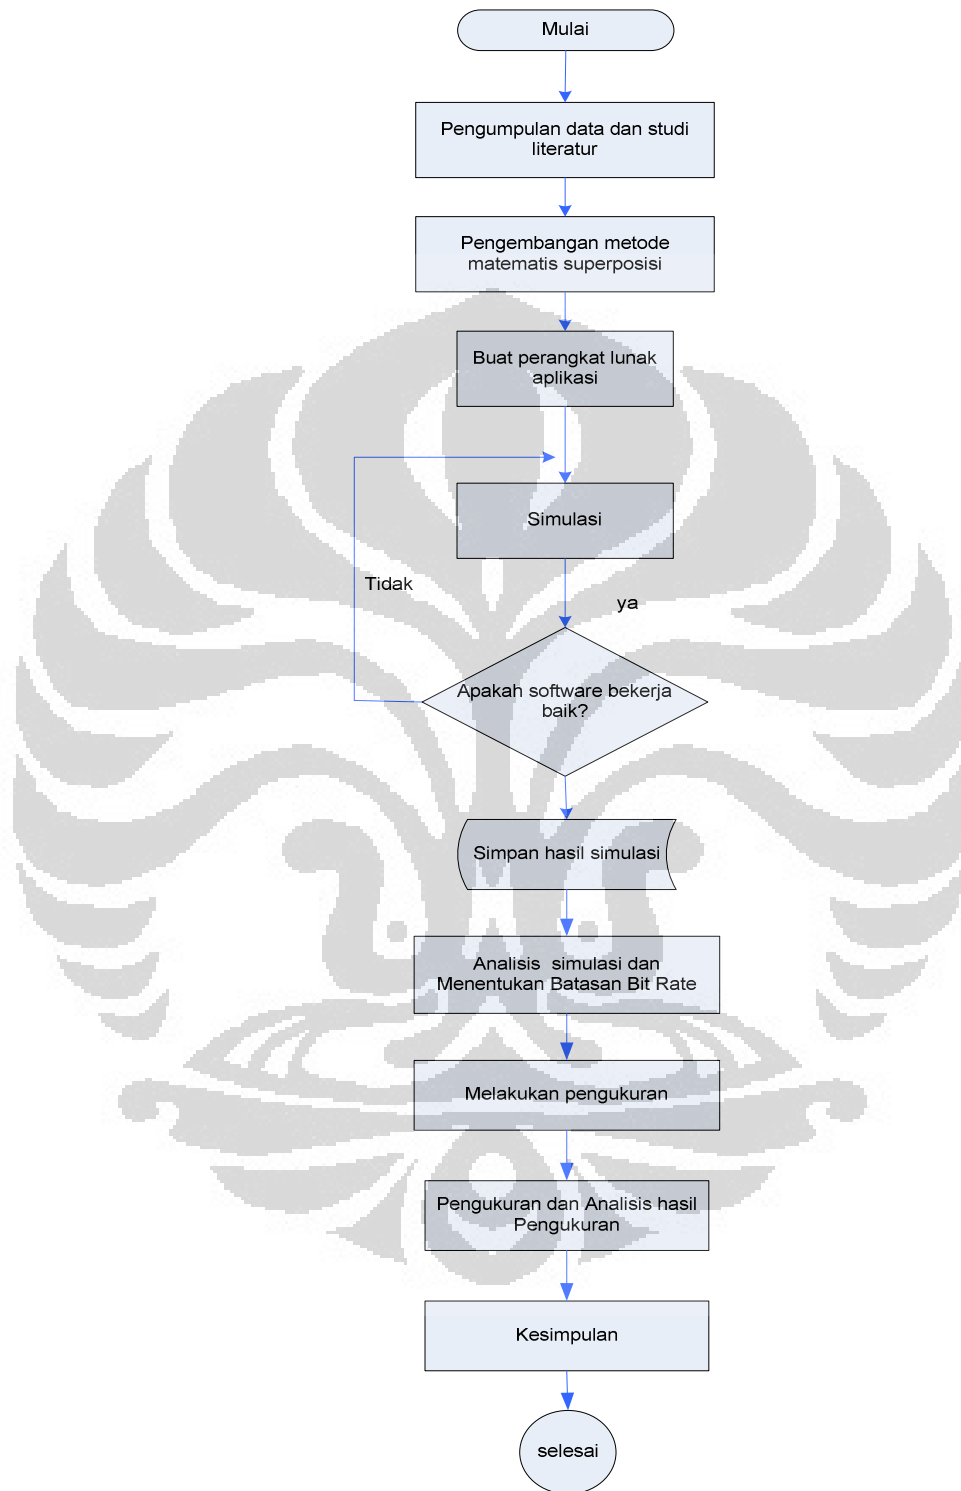 Mulai
Pengumpulan data dan studi
literatur
Pengembangan metode
matematis superposisi
Buat perangkat lunak
aplikasi
Simulasi
Tidak
ya
Apakah software bekerja
baik?
Simpan hasil simulasi
Analisis simulasi dan
Menentukan Batasan Bit Rate
Melakukan pengukuran
Pengukuran dan Analisis hasil
Pengukuran
Kesimpulan
selesai